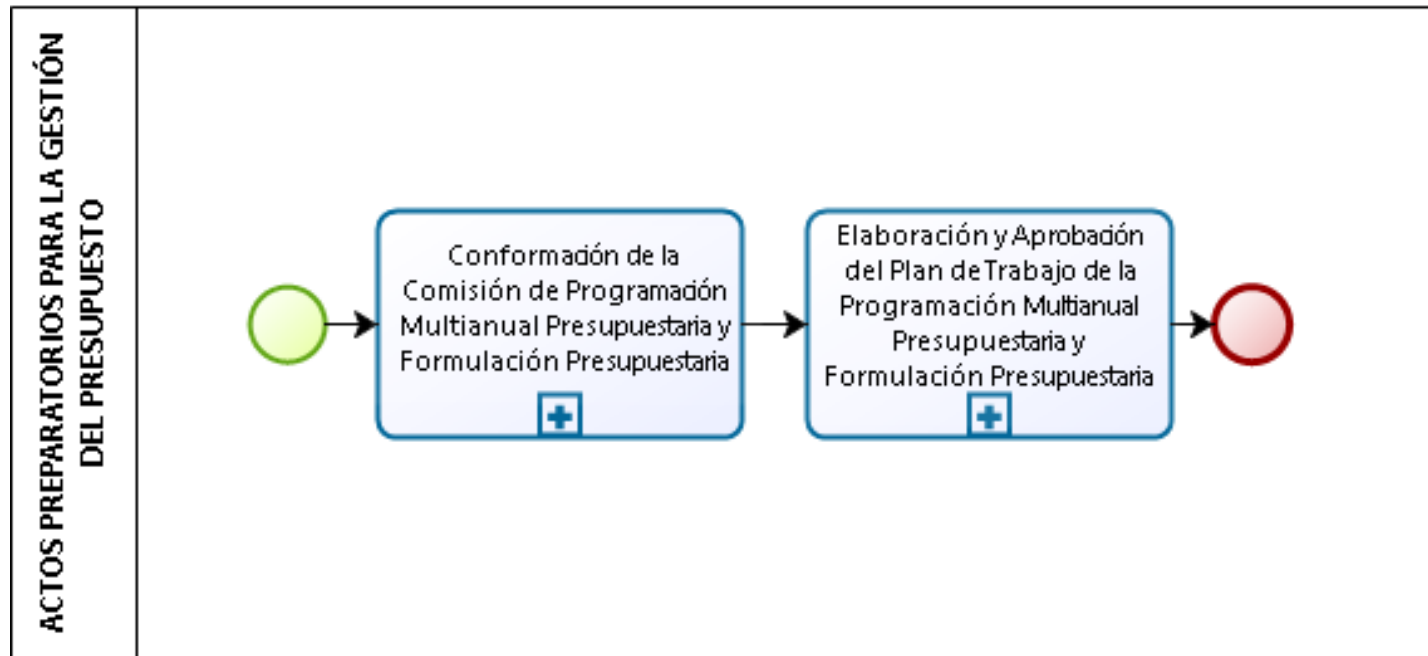 ACTOS PREPARATORIOS PARA LA GESTIÓN
DEL PRESUPUESTO
Conformación de la
Comisión de Programación
Multianual Presupuestaria y
Formulación Presupuestaria
Elaboración y Aprobación
del Plan de Trabajo de la
Programación Multianual
Presupuestaria y
Formulación Presupuestaria